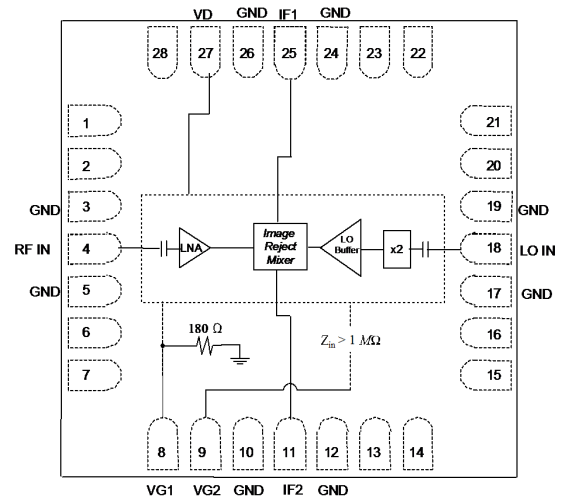 VD GND IF1 GND
28 27 26 25 24 23 22
1 21
2 20
GND 3 19 GND
RF IN 4 LNA Image Reject Mixer LO Buffer x2 18 LO IN
GND 5 17 GND
180 Ω Zin > 1 MΩ
6 16
7 15
8 9 10 11 12 13 14
VG1 VG2 GND IF2 GND